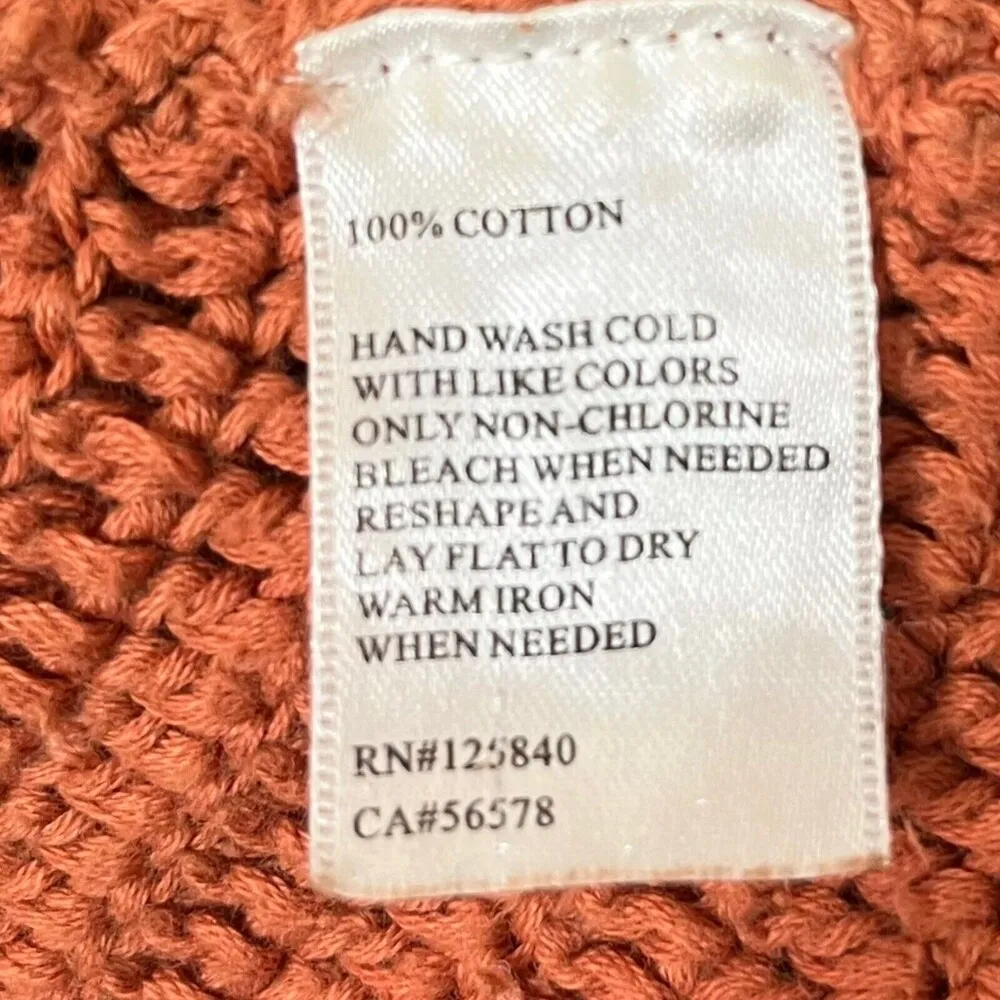 100% COTTON
HAND WASH COLD
WITH LIKE COLORS
ONLY NON-CHLORINE
BLEACH WHEN NEEDED
RESHAPE AND
LAY FLAT TO DRY
WARM IRON
WHEN NEEDED
RN#125840
CA#56578